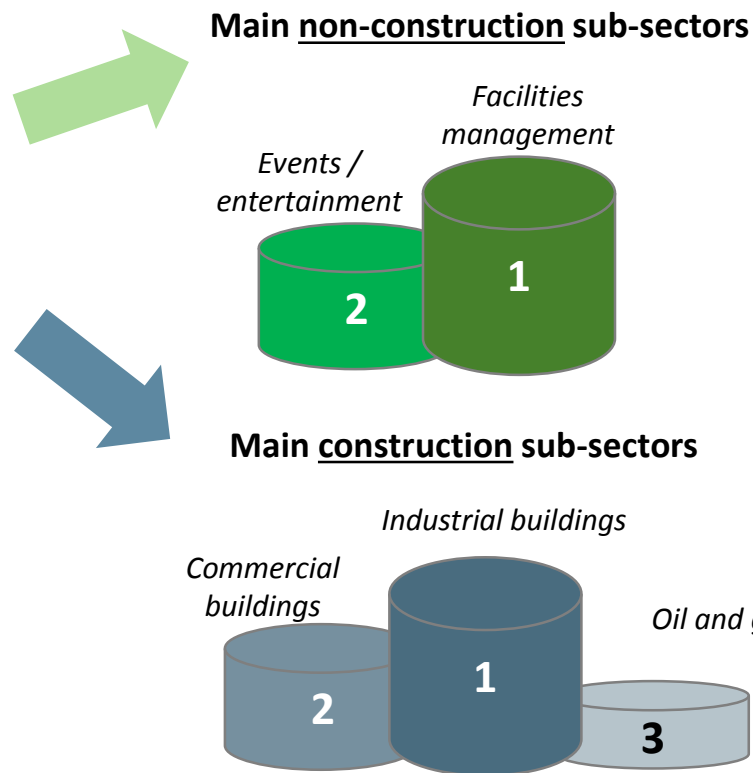 Main non-construction sub-sectors
Facilities
management
Events /
entertainment
1
2
Main construction sub-sectors
Industrial buildings
Commercial
buildings
Oil and
1
2
3